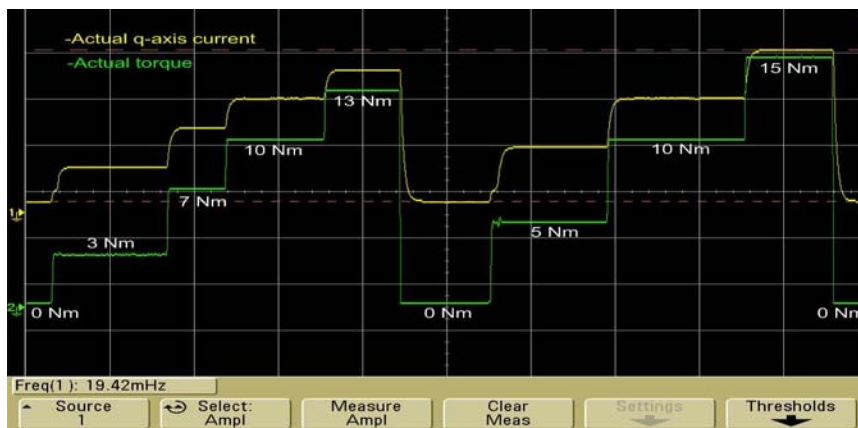 -Actual q-axis current
-Actual torque
15 Nm
13 Nm
10 Nm
10 Nm
7 Nm
1
5 Nm
3 Nm
2
0 Nm
0 Nm
0 Nm
Freq(1): 19.42mHz
Source
1
Select:
Ampl
Measure
Ampl
Clear
Meas
Settings
Thresholds